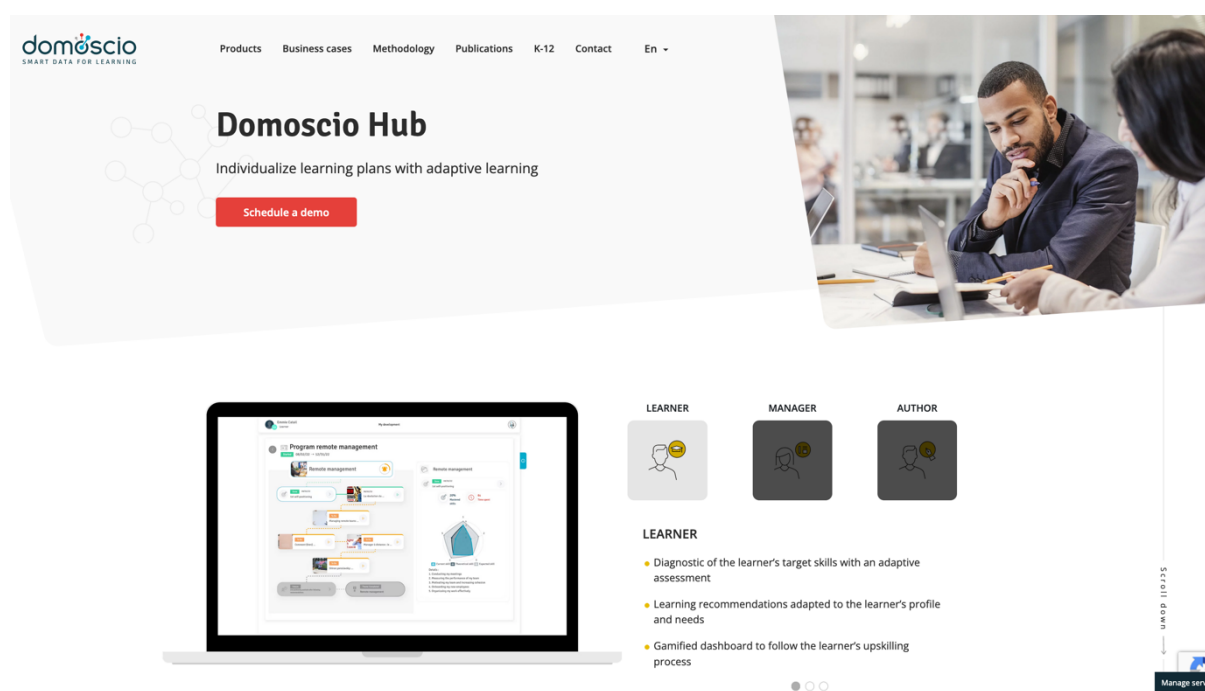 domoscio
SMART DATA FOR LEARNING
Products Business cases Methodology Publications K-12 Contact En
Domoscio Hub
Individualize learning plans with adaptive learning
Schedule a demo
LEARNER MANAGER AUTHOR
My development
Program remote management
Remote management
Remote management
LEARNER
Diagnostic of the learner's target skills with an adaptive
assessment
Learning recommendations adapted to the learner's profile
and needs
Gamified dashboard to follow the learner's upskilling
process
Scroll down
Manage serv